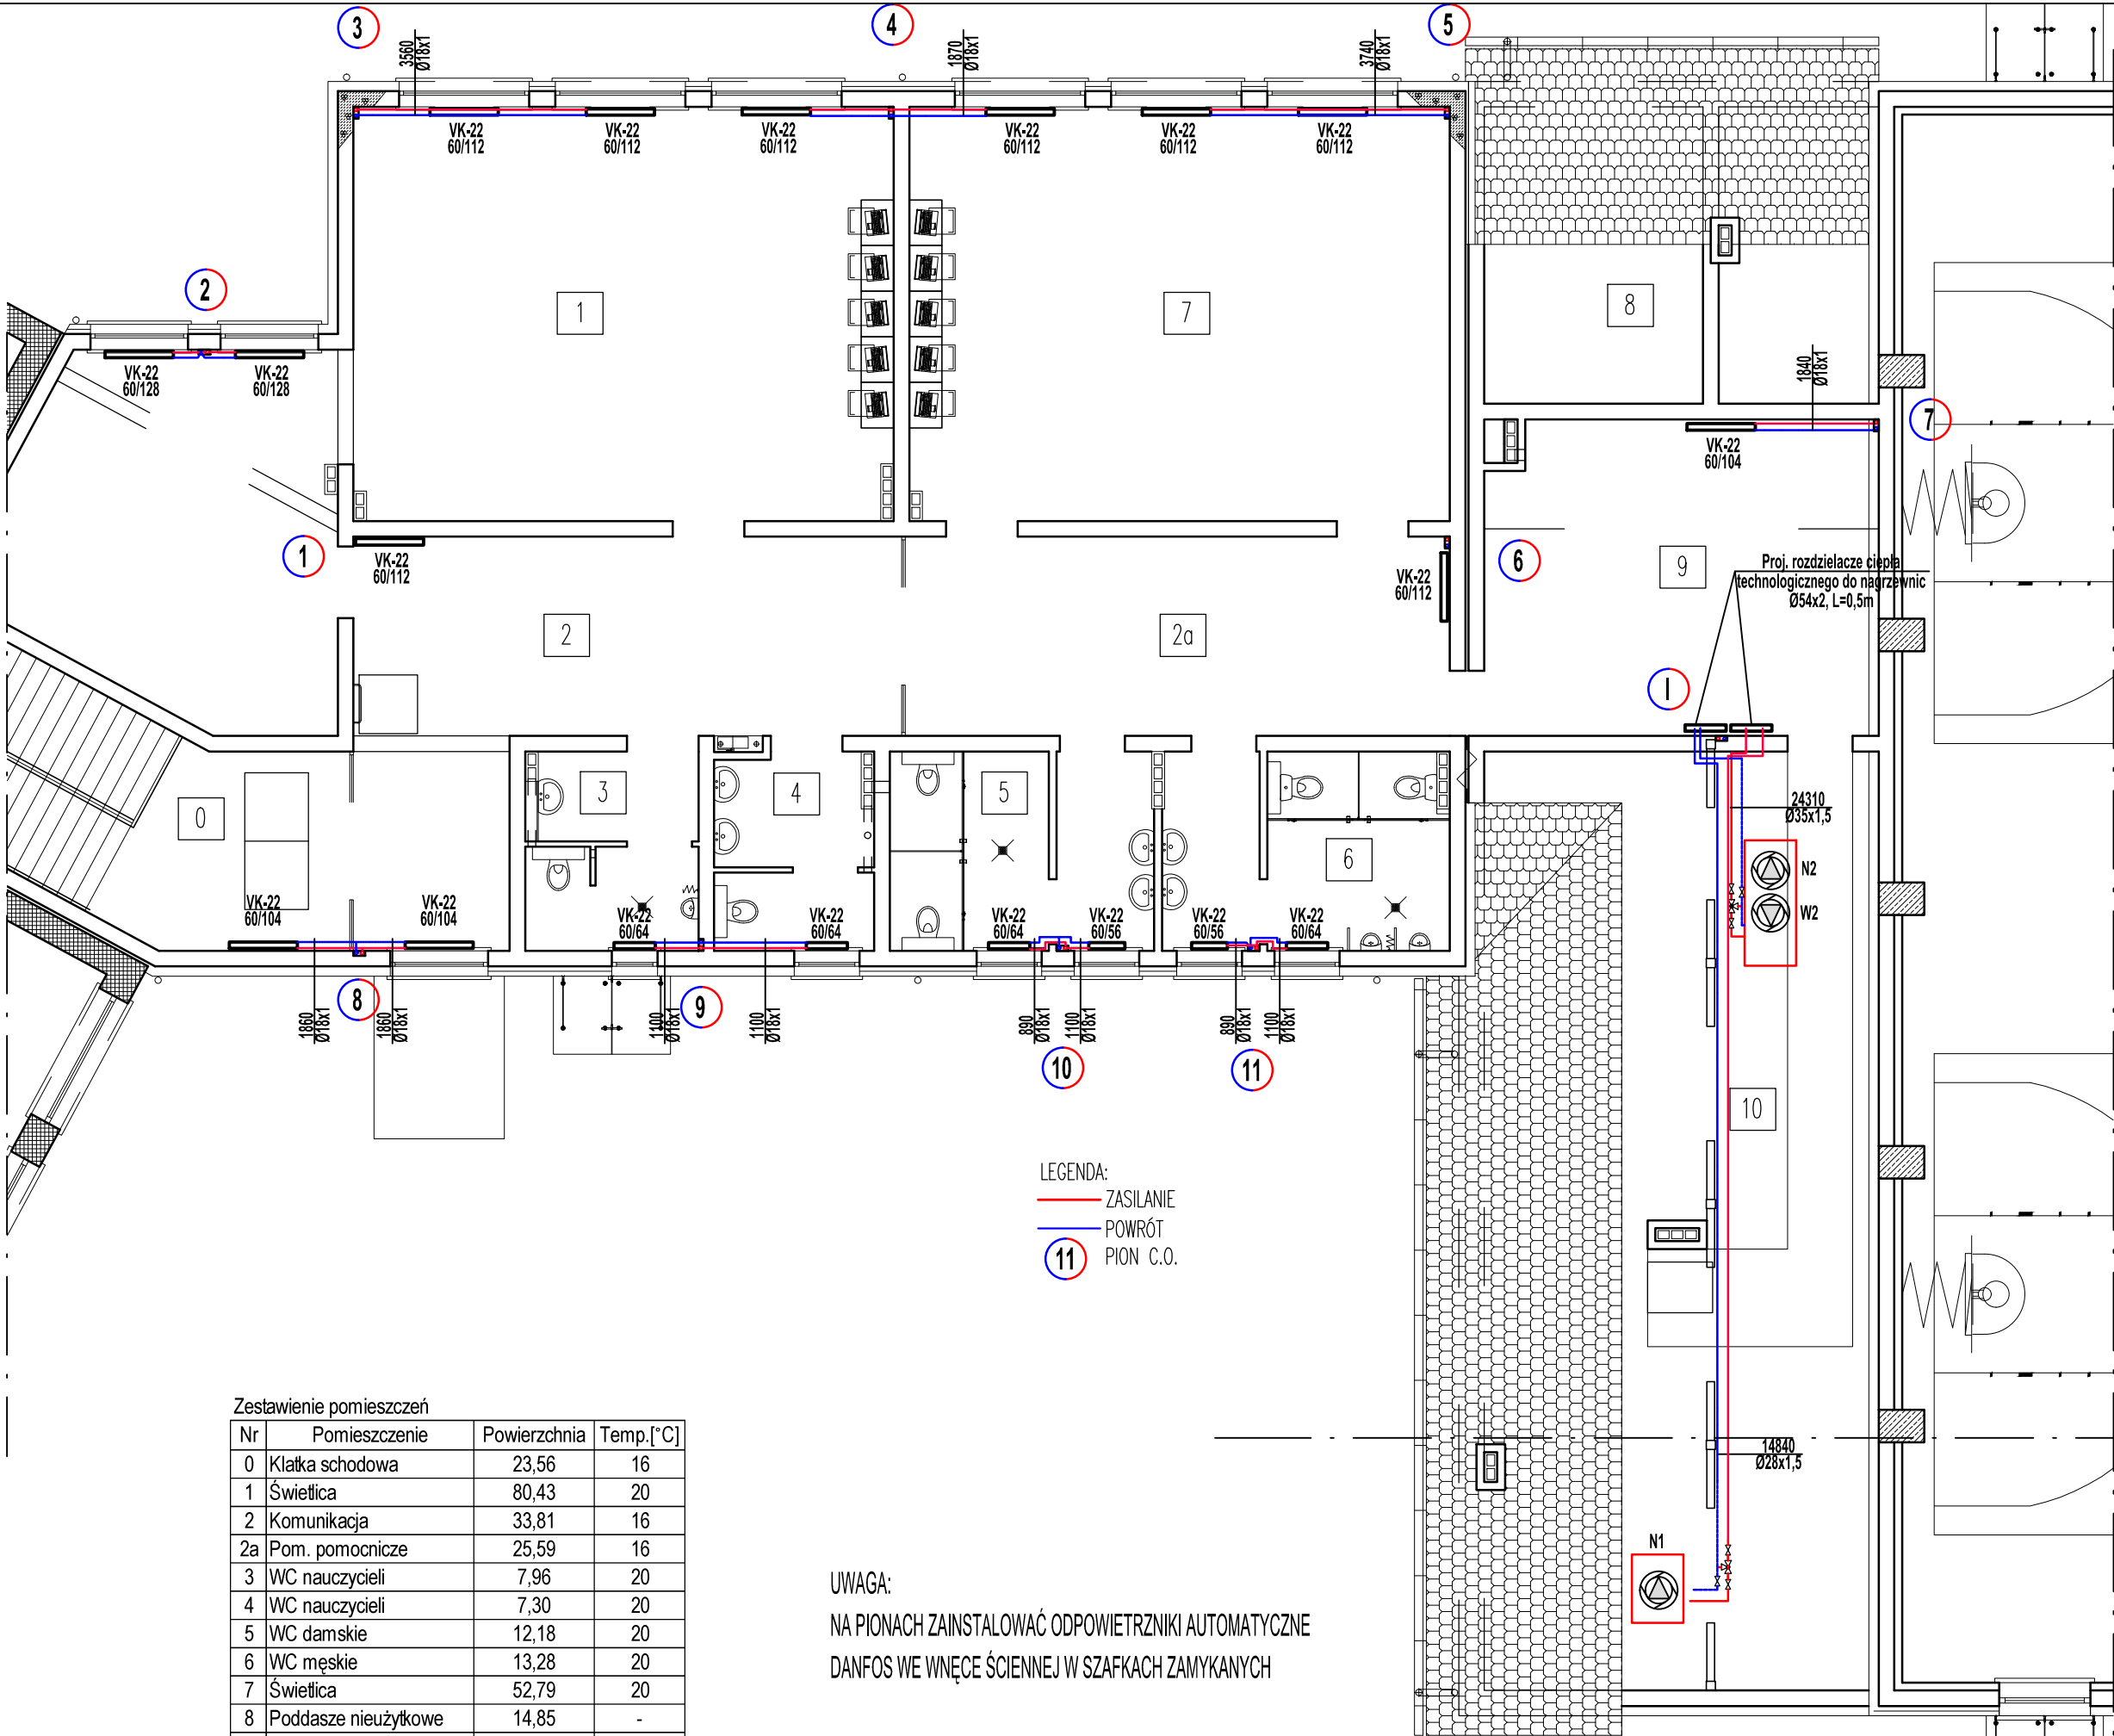 3
4
5
3560
Ø18x1
1870
Ø18x1
3740
Ø18x1
VK-22
60/112
VK-22
60/112
VK-22
60/112
VK-22
60/112
VK-22
60/112
VK-22
60/112
2
1
7
8
VK-22
60/128
VK-22
60/128
1840
Ø18x1
7
VK-22
60/104
1
VK-22
60/112
VK-22
60/112
6
9
Proj. rozdzielacze ciepła
technologicznego do nagrzewnic
Ø54x2, L=0,5m
2
2a
I
0
3
4
5
6
24310
Ø35x1,5
N2
W2
VK-22
60/104
VK-22
60/104
VK-22
60/64
VK-22
60/64
VK-22
60/64
VK-22
60/56
VK-22
60/56
VK-22
60/64
8
9
10
11
1860
Ø18x1
1860
Ø18x1
1100
Ø18x1
1100
Ø18x1
890
Ø18x1
1100
Ø18x1
890
Ø18x1
1100
Ø18x1
10
LEGENDA:
ZASILANIE
POWRÓT
11 PION C.O.
14840
Ø28x1,5
N1
Zestawienie pomieszczeń
Nr Pomieszczenie Powierzchnia Temp.[°C]
0 Klatka schodowa 23,56 16
1 Świetlica 80,43 20
2 Komunikacja 33,81 16
2a Pom. pomocnicze 25,59 16
3 WC nauczycieli 7,96 20
4 WC nauczycieli 7,30 20
5 WC damskie 12,18 20
6 WC męskie 13,28 20
7 Świetlica 52,79 20
8 Poddasze nieużytkowe 14,85 -
UWAGA:
NA PIONACH ZAINSTALOWAĆ ODPOWIETRZNIKI AUTOMATYCZNE
DANFOS WE WNĘCE ŚCIENNEJ W SZAFKACH ZAMYKANYCH